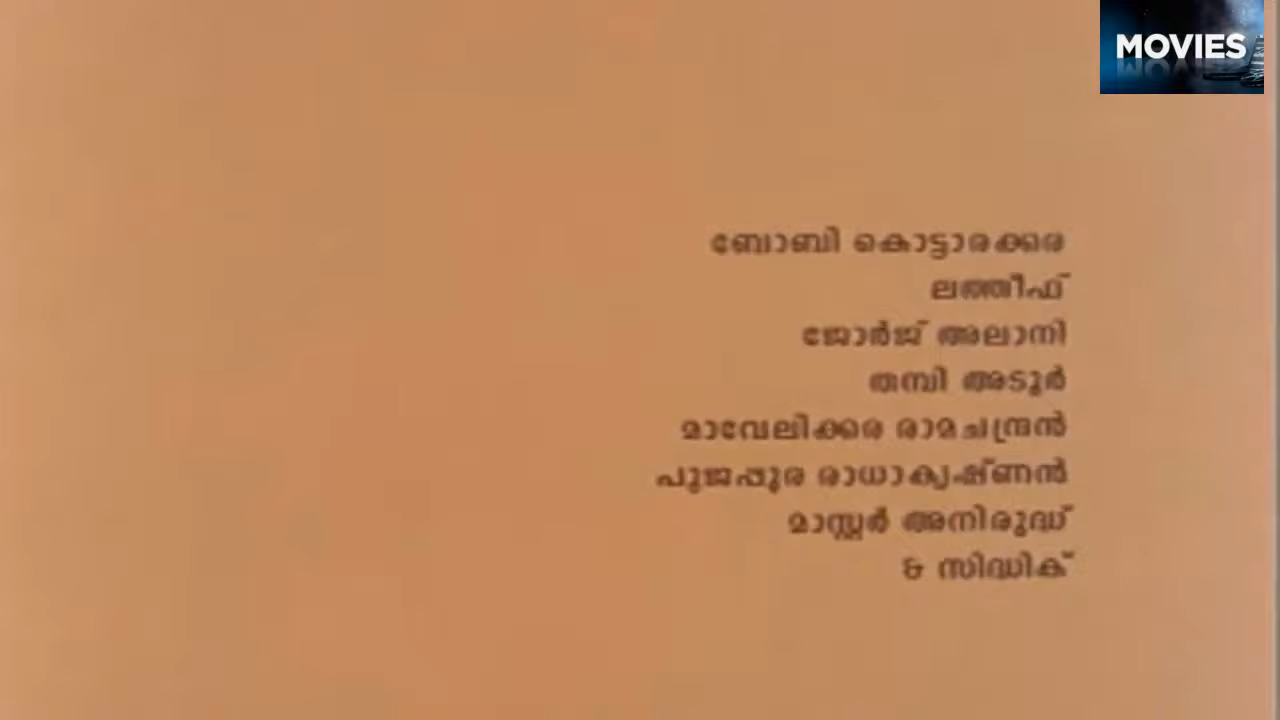 MOVIES
ബോബി കൊട്ടാരക്കര
ലത്തീഫ്
ജോർജ് അലാനി
തമ്പി അടൂർ
മാവേലിക്കര രാമചന്ദ്രൻ
പൂജപ്പുര രാധാകൃഷ്ണൻ
മാസ്റ്റർ അനിരുദ്ധ്
& സിദ്ധിക്